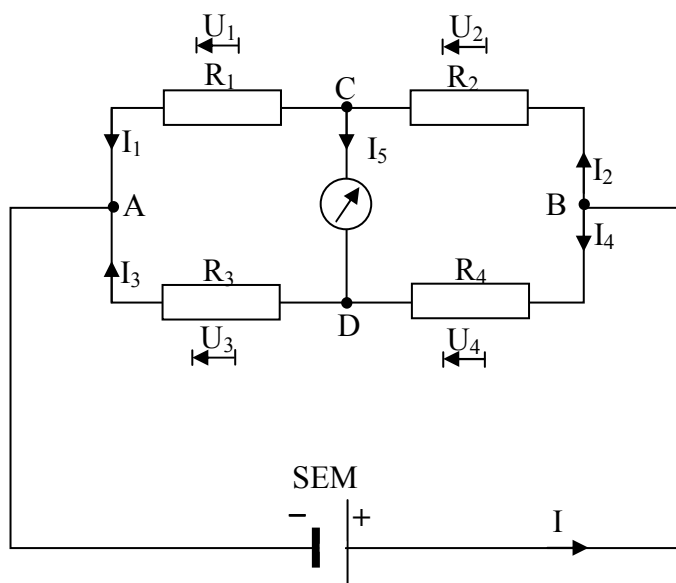 U₁ U₂
R₁ C R₂
I₁ I₅ I₂
A B
I₃ R₃ R₄ I₄
U₃ D U₄
SEM
- + I